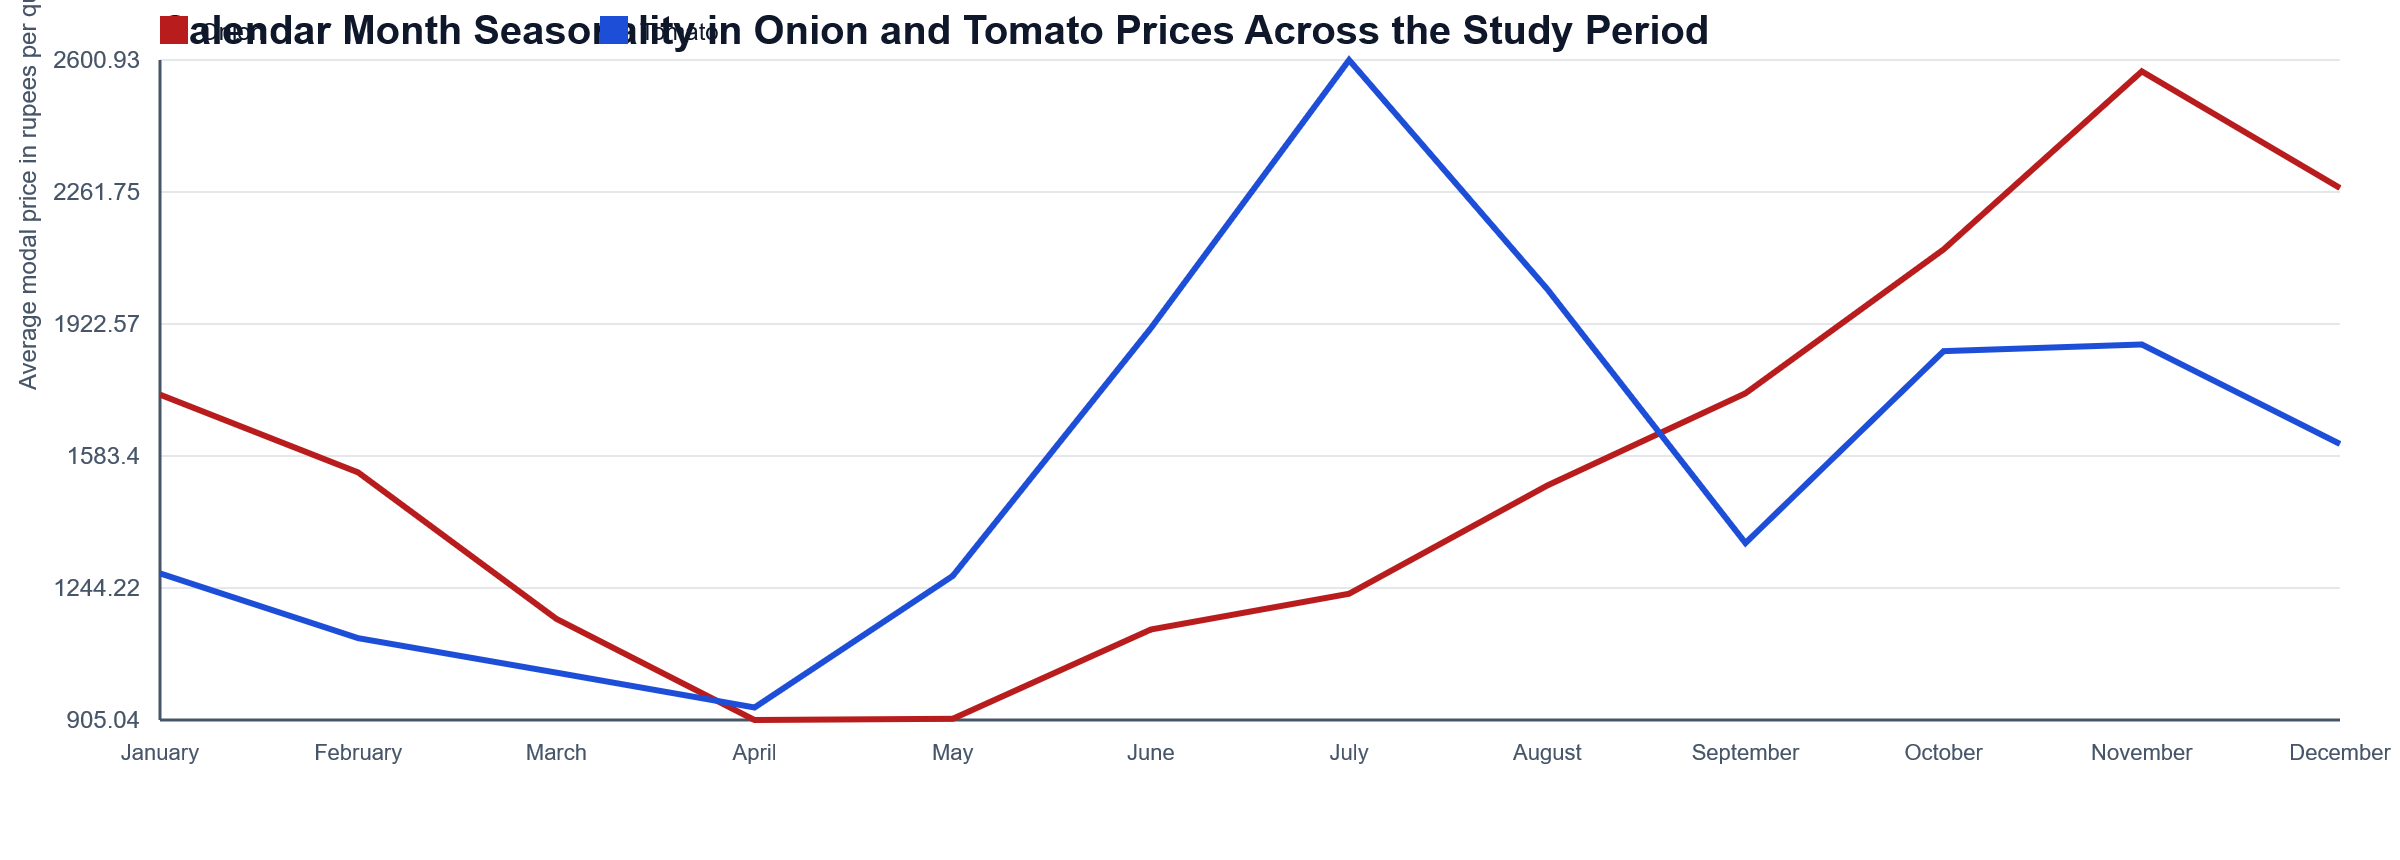 Calendar Month Seasonality in Onion and Tomato Prices Across the Study Period
Onion
Tomato
Average modal price in rupees per
2600.93
2261.75
1922.57
1583.4
1244.22
905.04
January February March April May June July August September October November December